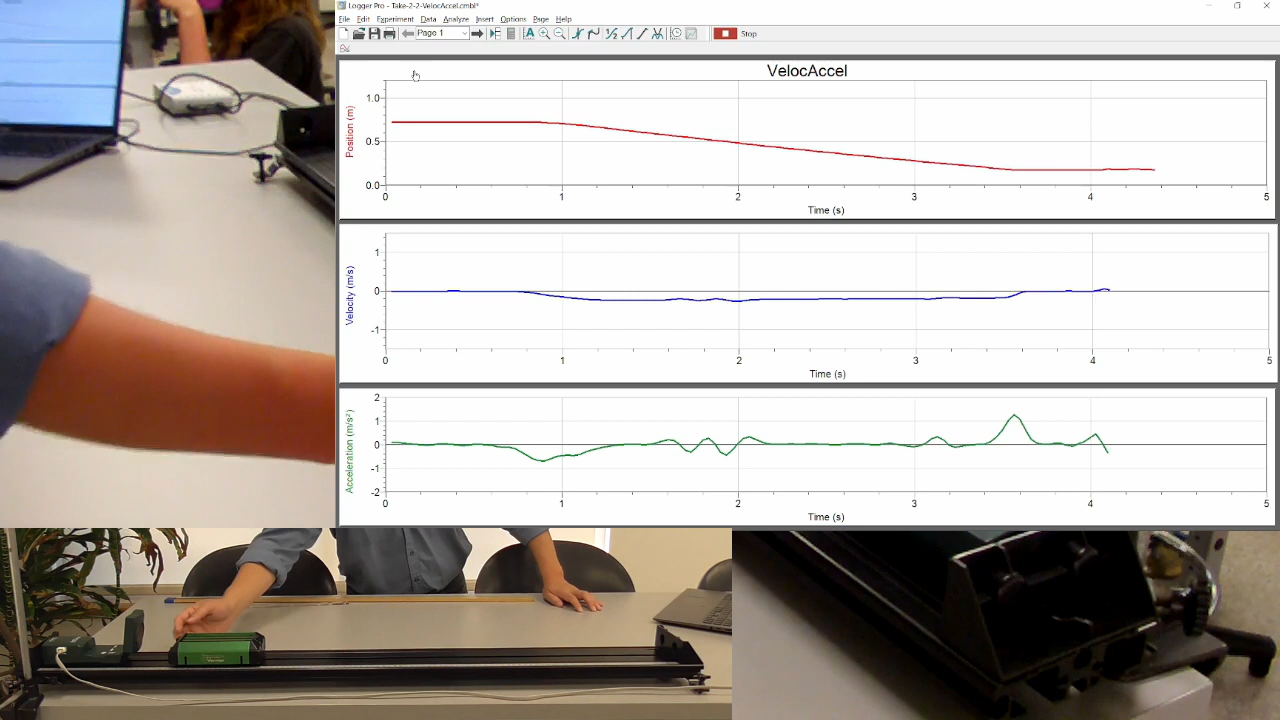 Logger Pro - Take-2-2-VelocAccel.cmbl*
File Edit Experiment Data Analyze Insert Options Page Help
Page 1
Stop
VelocAccel
Position (m)
1.0
0.5
0.0
0 1 2 3 4 5
Time (s)
Velocity (m/s)
1
0
-1
0 1 2 3 4 5
Time (s)
Acceleration (m/s²)
2
1
0
-1
-2
0 1 2 3 4 5
Time (s)